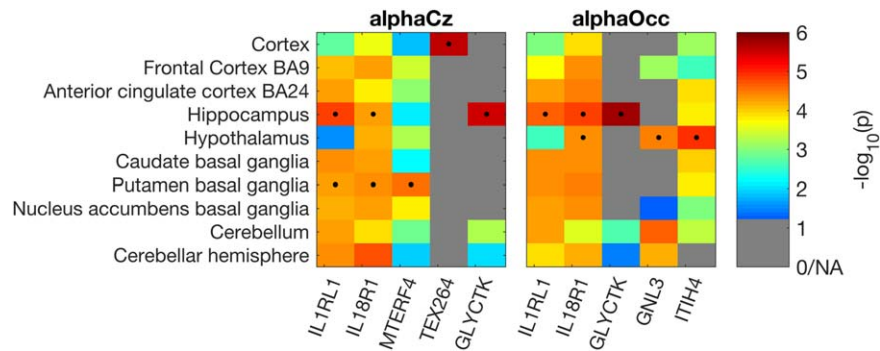 alphaCz alphaOcc
Cortex
Frontal Cortex BA9
Anterior cingulate cortex BA24
Hippocampus
Hypothalamus
Caudate basal ganglia
Putamen basal ganglia
Nucleus accumbens basal ganglia
Cerebellum
Cerebellar hemisphere
IL1RL1
IL18R1
MTERF4
TEX264
GLYCTK
IL1RL1
IL18R1
GLYCTK
GNL3
ITIH4
6
5
4
3
2
1
0/NA
-log10(p)